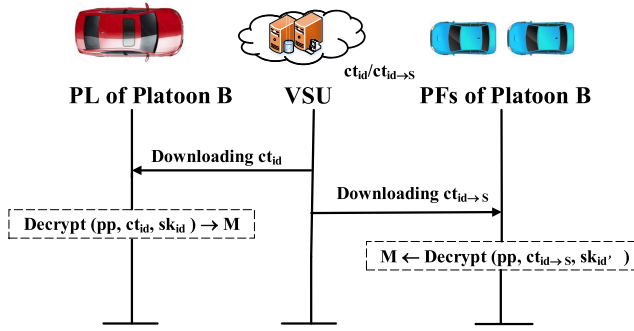 ct_id/ct_id→S
PL of Platoon B VSU PFs of Platoon B
Downloading ct_id
Downloading ct_id→S
Decrypt (pp, ct_id, sk_id ) → M
M ← Decrypt (pp, ct_id→S, sk_id' )